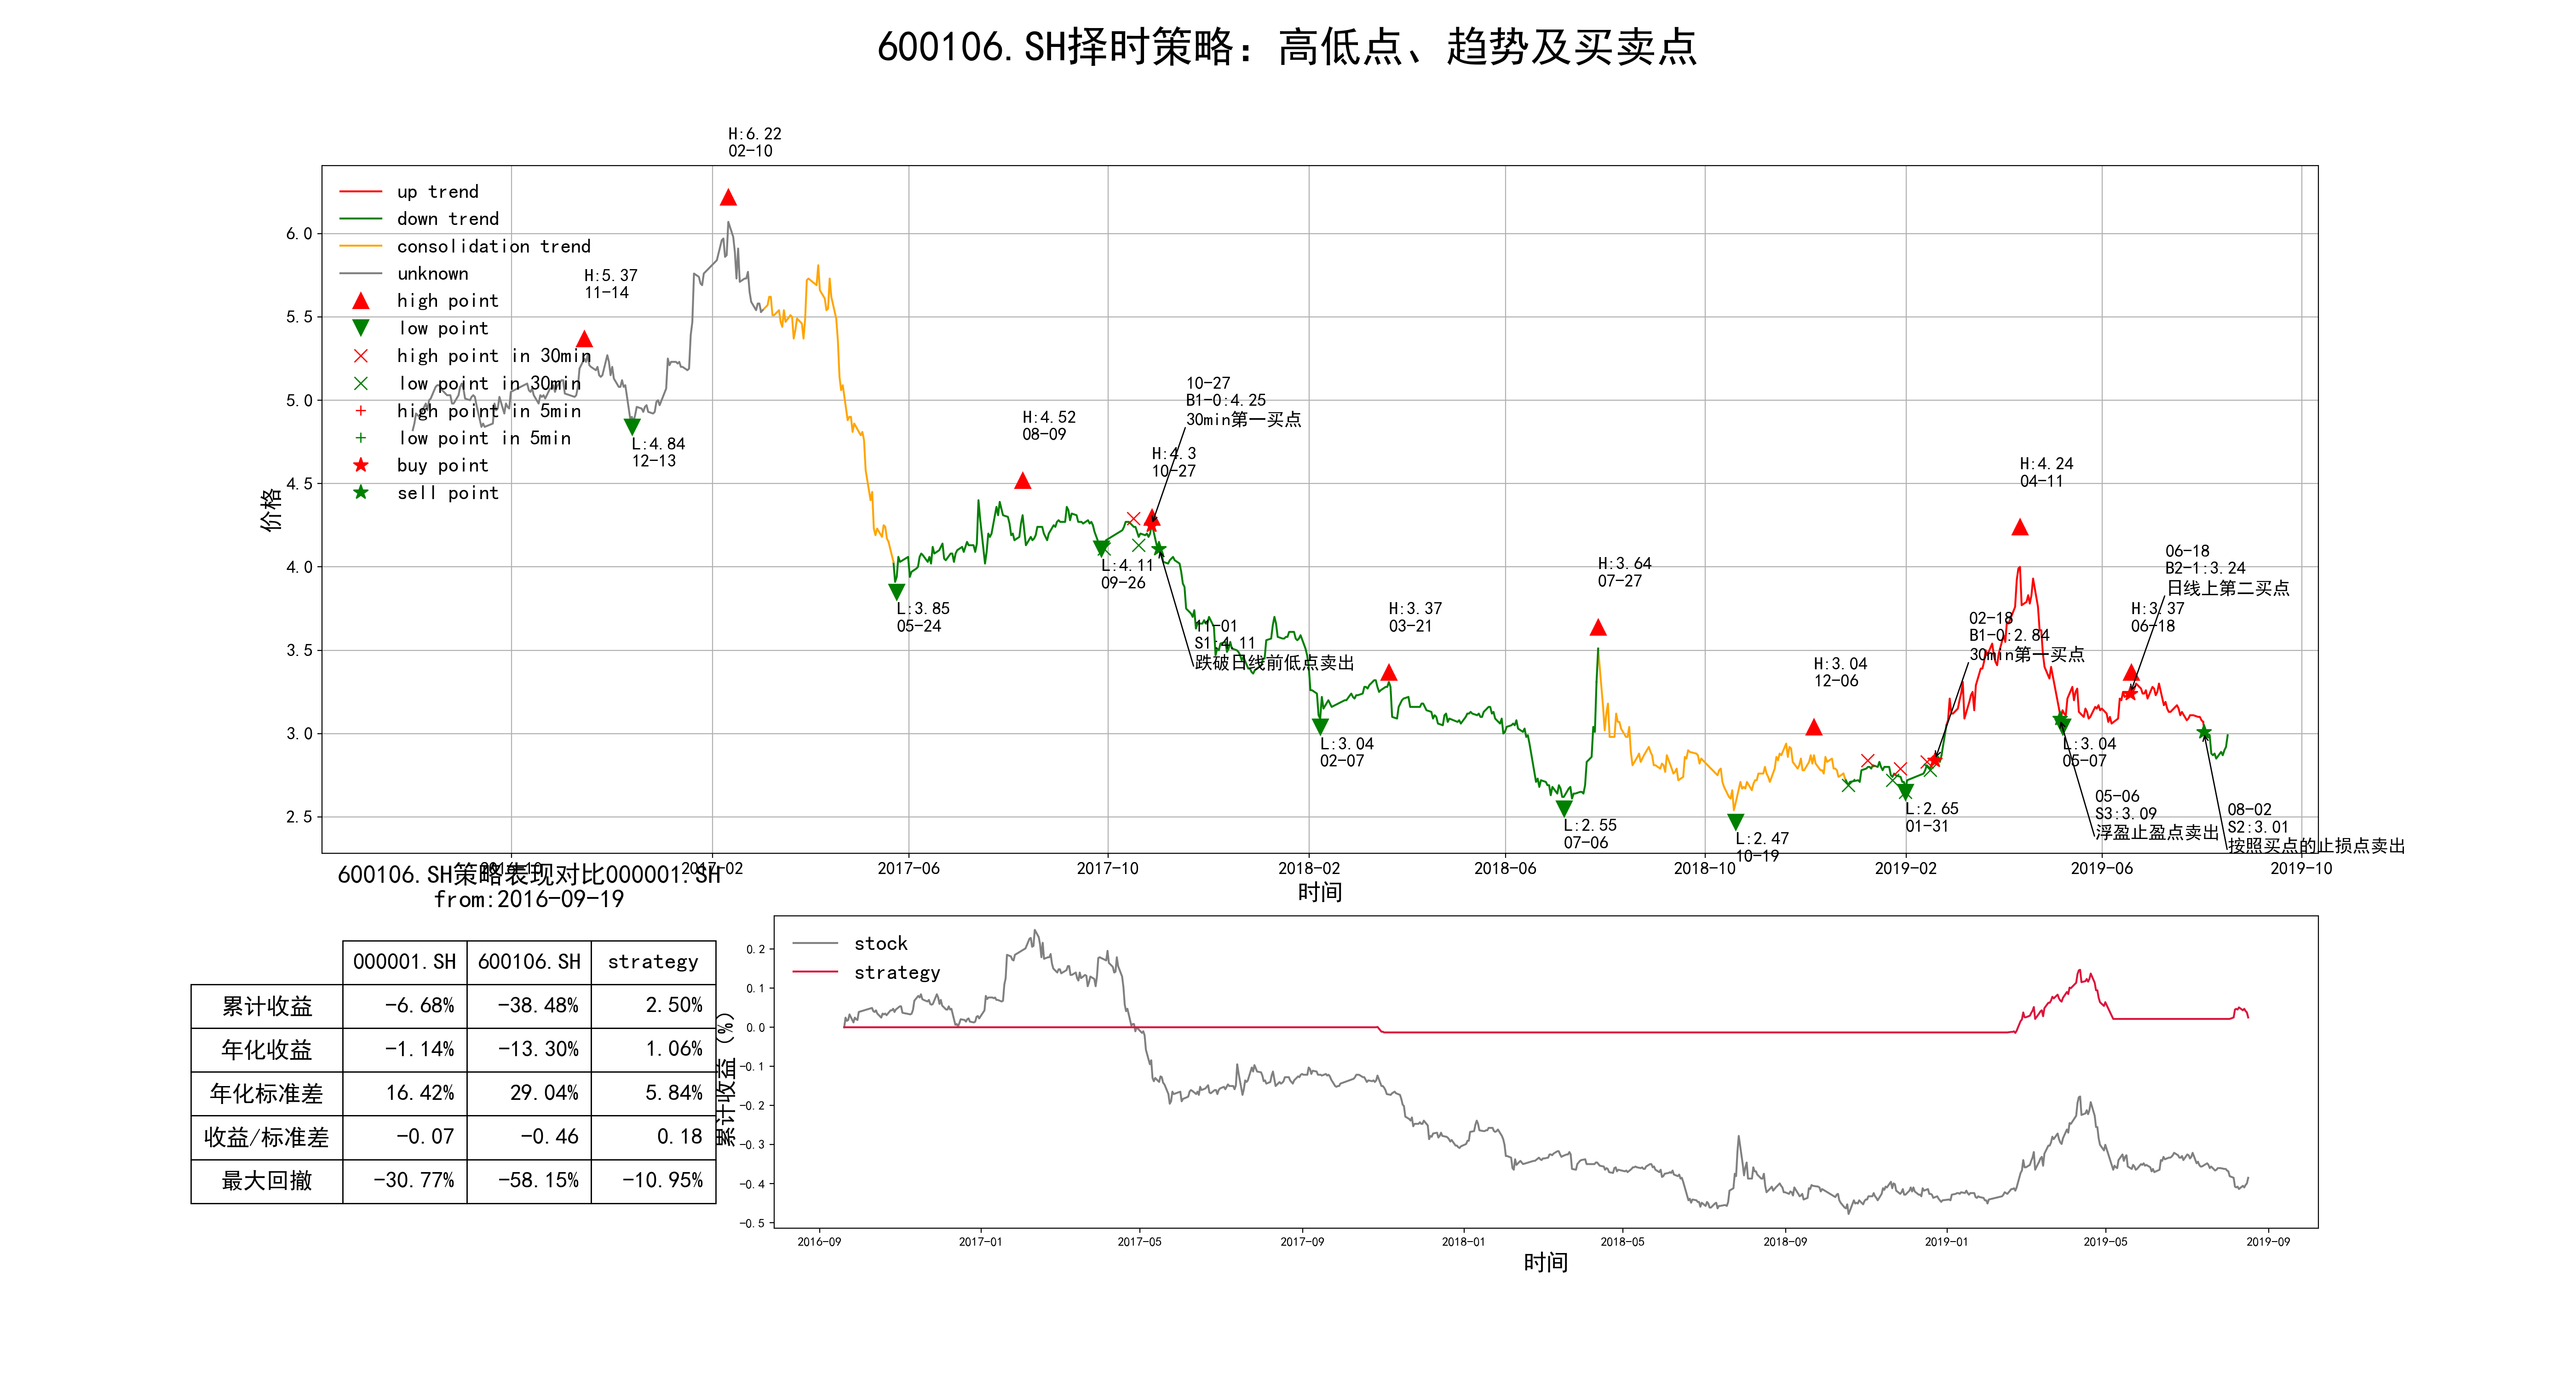 600106.SH择时策略: 高低点、趋势及买卖点
H:6.22
02-10
up trend
down trend
consolidation trend
unknown
high point
low point
high point in 30min
low point in 30min
high point in 5min
low point in 5min
buy point
sell point
H:5.37
11-14
L:4.84
12-13
L:3.85
05-24
H:4.52
08-09
L:4.11
09-26
10-27
B1-0:4.25
30min第一买点
H:4.3
10-27
11-01
S1:4.11
跌破日线前低点卖出
L:3.04
02-07
H:3.37
03-21
L:2.55
07-06
H:3.64
07-27
L:2.47
10-19
H:3.04
12-06
L:2.65
01-31
02-18
B1-0:2.84
30min第一买点
H:4.24
04-11
L:3.04
05-07
05-06
S3:3.09
浮盈止盈点卖出
06-18
B2-1:3.24
日线上第二买点
H:3.37
06-18
08-02
S2:3.01
按照买点的止损点卖出
价格
6.0
5.5
5.0
4.5
4.0
3.5
3.0
2.5
2016-10
2017-02
2017-06
2017-10
2018-02
2018-06
2018-10
2019-02
2019-06
2019-10
时间
600106.SH策略表现对比000001.SH
from:2016-09-19
000001.SH 600106.SH strategy
累计收益 -6.68% -38.48% 2.50%
年化收益 -1.14% -13.30% 1.06%
年化标准差 16.42% 29.04% 5.84%
收益/标准差 -0.07 -0.46 0.18
最大回撤 -30.77% -58.15% -10.95%
累计收益（%）
0.2
0.1
0.0
-0.1
-0.2
-0.3
-0.4
-0.5
stock
strategy
2016-09
2017-01
2017-05
2017-09
2018-01
2018-05
2018-09
2019-01
2019-05
2019-09
时间